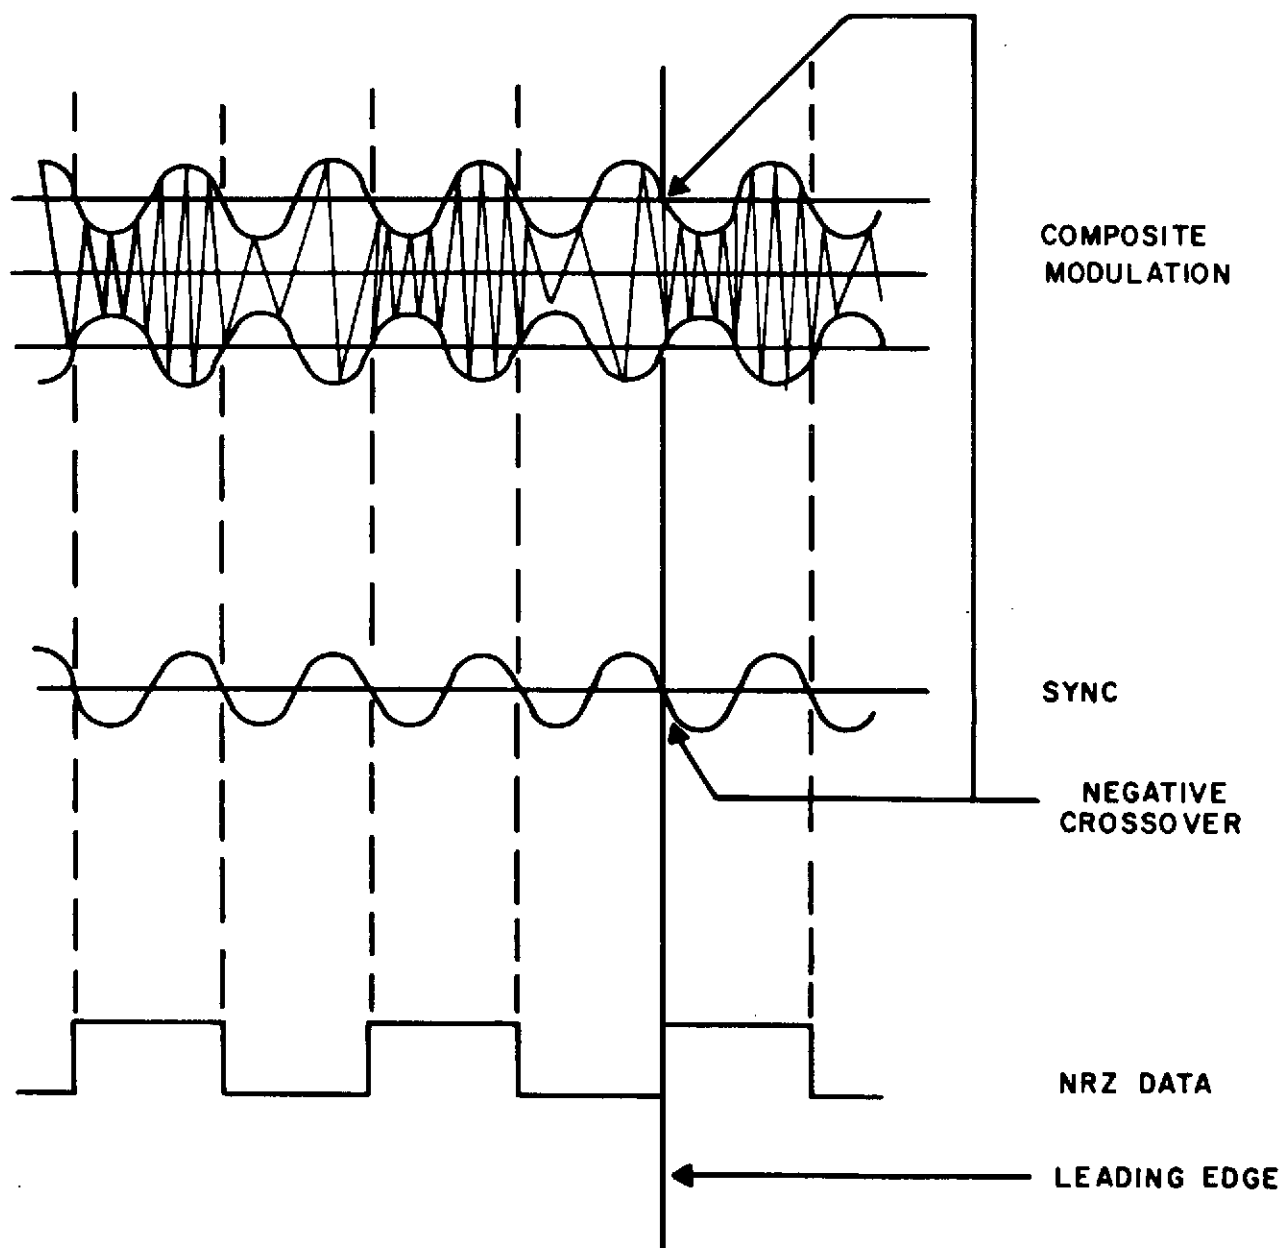 COMPOSITE
MODULATION
SYNC
NEGATIVE
CROSSOVER
NRZ DATA
LEADING EDGE